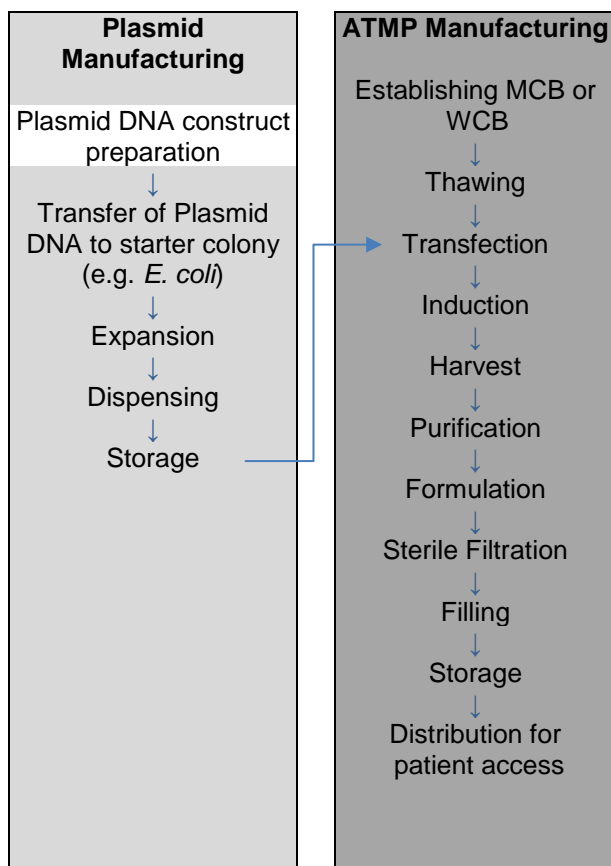 Plasmid
Manufacturing
Plasmid DNA construct
preparation
↓
Transfer of Plasmid
DNA to starter colony
(e.g. E. coli)
↓
Expansion
↓
Dispensing
↓
Storage
ATMP Manufacturing
Establishing MCB or
WCB
↓
Thawing
↓
Transfection
↓
Induction
↓
Harvest
↓
Purification
↓
Formulation
↓
Sterile Filtration
↓
Filling
↓
Storage
↓
Distribution for
patient access